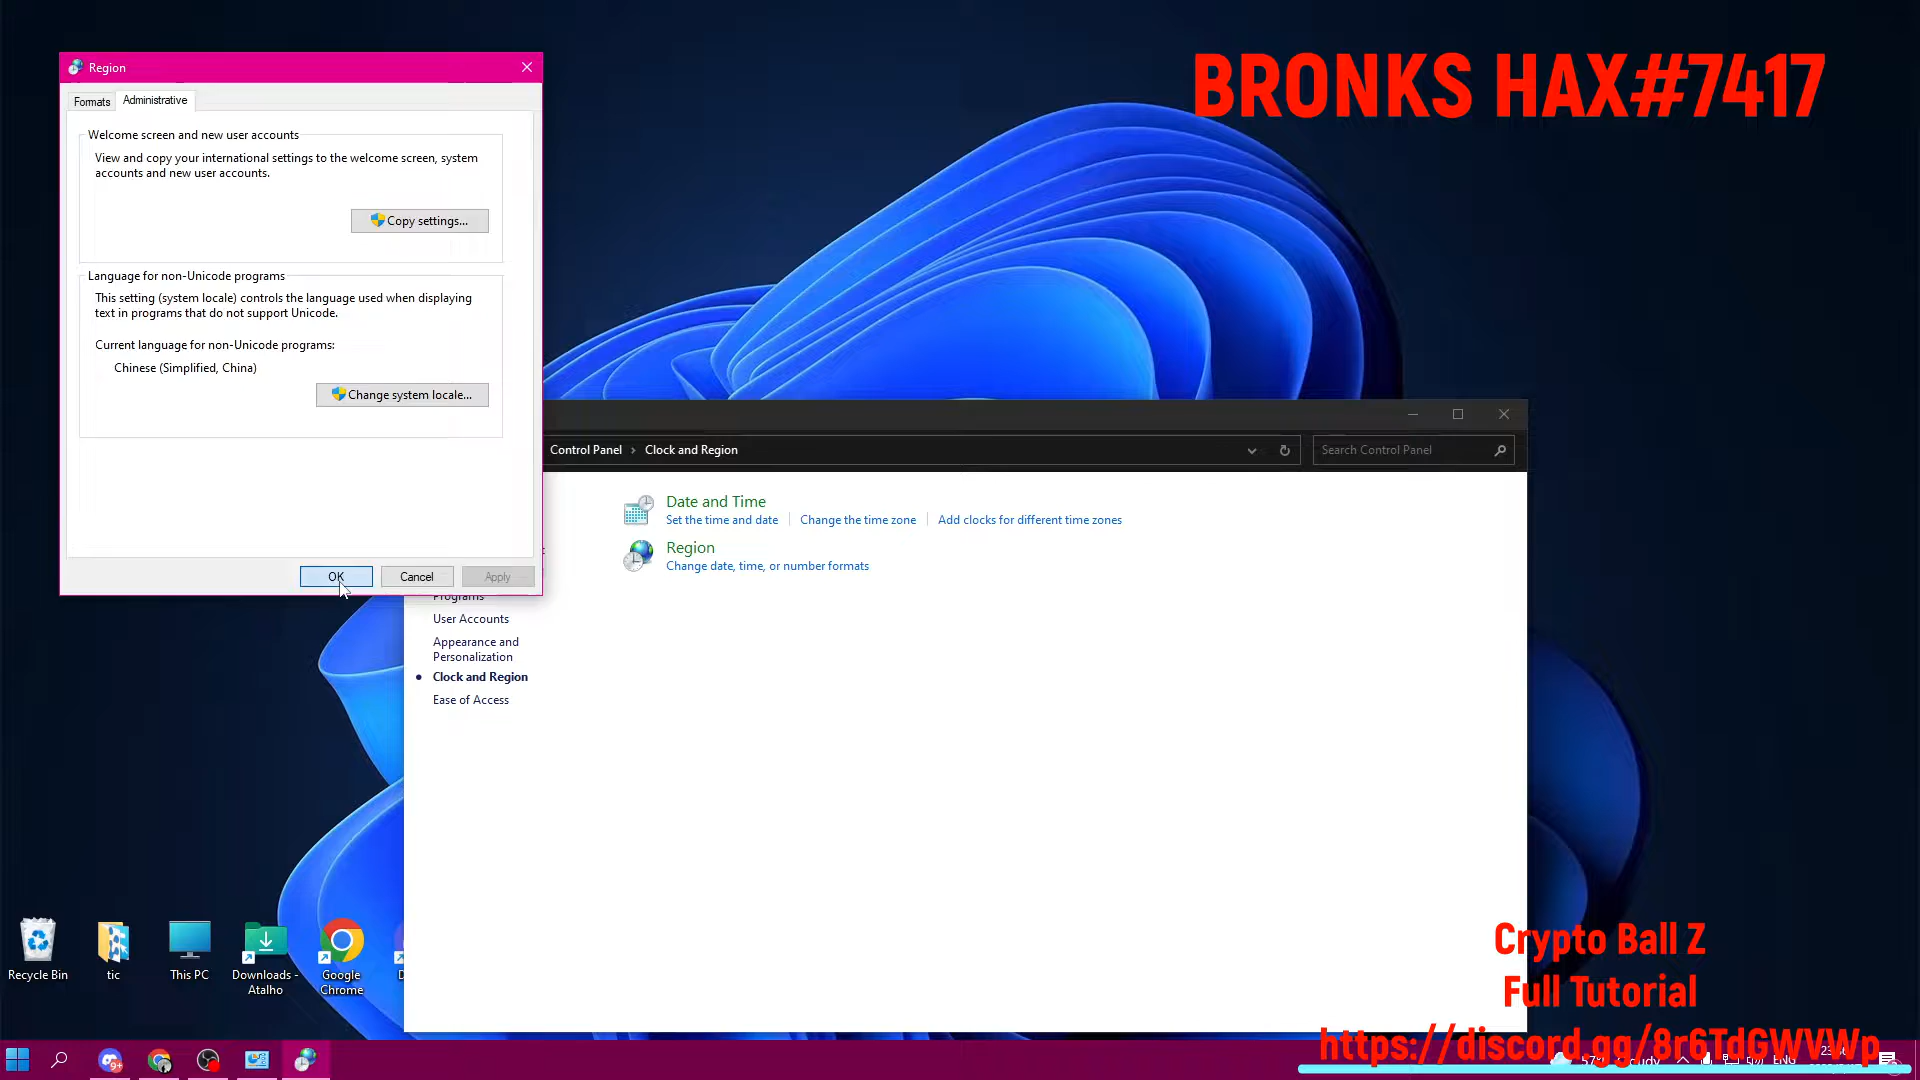 BRONKS HAX#7417
Region
Formats
Administrative
Welcome screen and new user accounts
View and copy your international settings to the welcome screen, system
accounts and new user accounts.
Copy settings...
Language for non-Unicode programs
This setting (system locale) controls the language used when displaying
text in programs that do not support Unicode.
Current language for non-Unicode programs:
Chinese (Simplified, China)
Change system locale...
OK
Cancel
Apply
Control Panel
Clock and Region
Search Control Panel
Date and Time
Set the time and date
Change the time zone
Add clocks for different time zones
Region
Change date, time, or number formats
Programs
User Accounts
Appearance and
Personalization
Clock and Region
Ease of Access
Recycle Bin
tic
This PC
Downloads -
Atalho
Google
Chrome
Crypto Ball Z
Full Tutorial
https://discord.gg/8r6TdGWVWp
9+
ENG